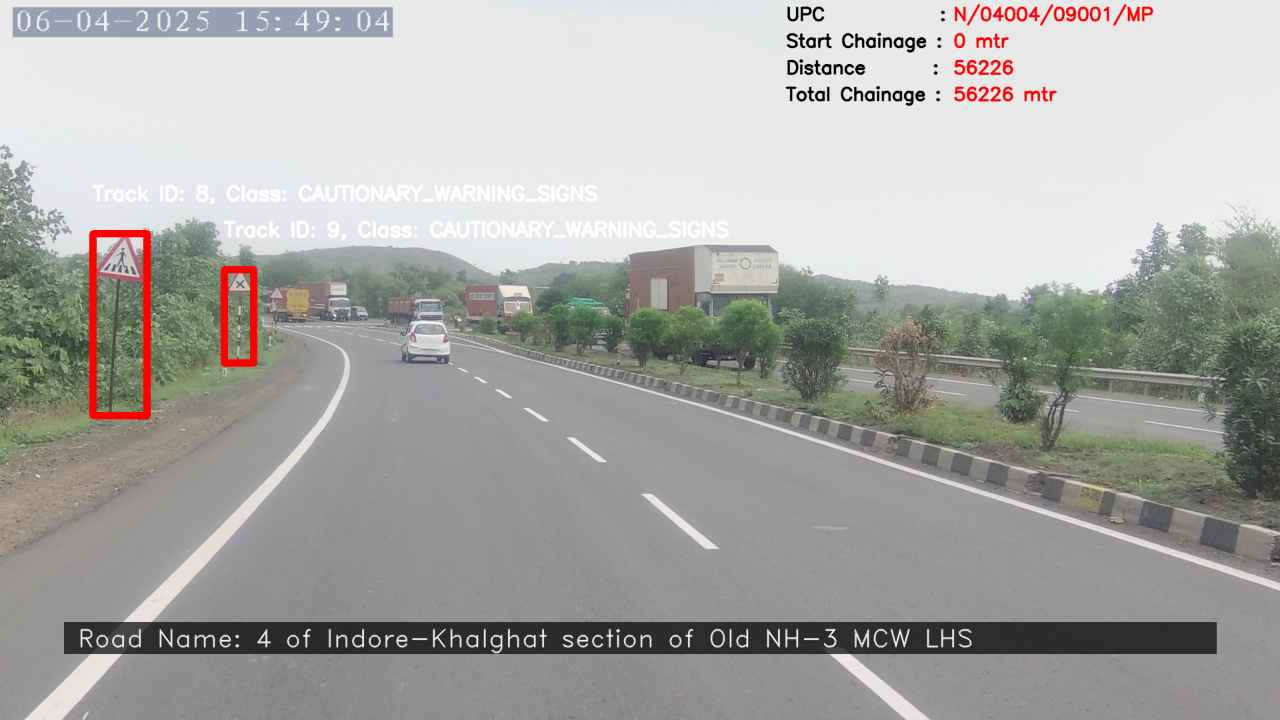 06-04-2025 15:49:04
UPC : N/04004/09001/MP
Start Chainage : 0 mtr
Distance : 56226
Total Chainage : 56226 mtr
Track ID: 8, Class: CAUTIONARY_WARNING_SIGNS
Track ID: 9, Class: CAUTIONARY_WARNING_SIGNS
Road Name: 4 of Indore-Khalghat section of Old NH-3 MCW LHS